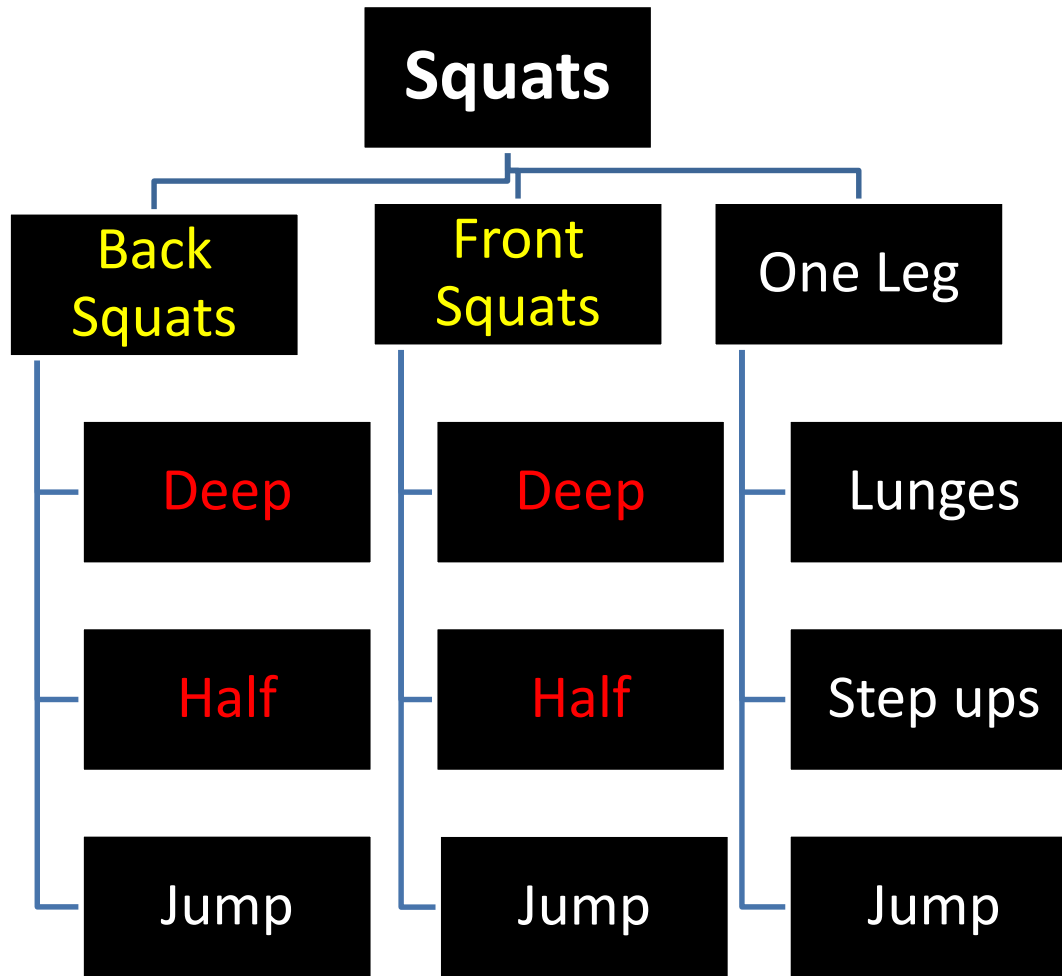 Squats
Back
Squats
Front
Squats
One Leg
Deep
Deep
Lunges
Half
Half
Step ups
Jump
Jump
Jump